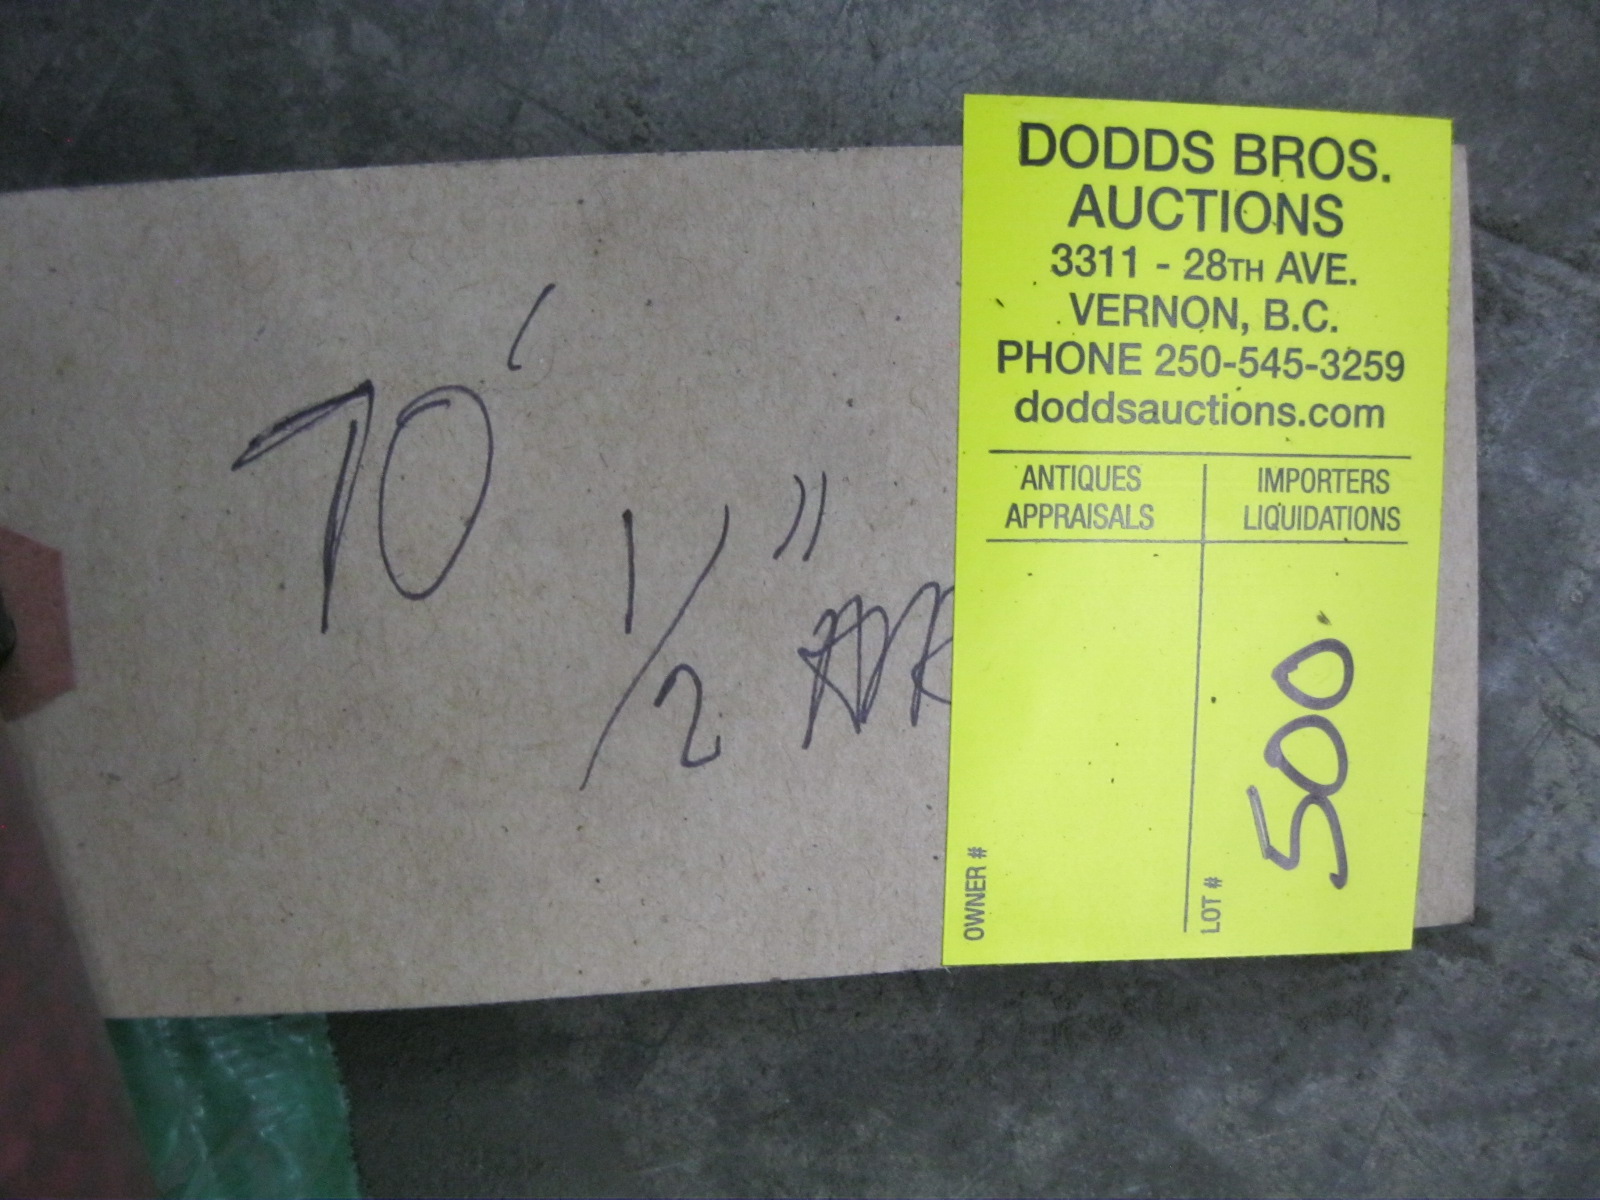 70'
1/2"
DODDS BROS.
AUCTIONS
3311 - 28TH AVE.
VERNON, B.C.
PHONE 250-545-3259
doddsauctions.com
ANTIQUES
APPRAISALS
IMPORTERS
LIQUIDATIONS
OWNER #
LOT #
500